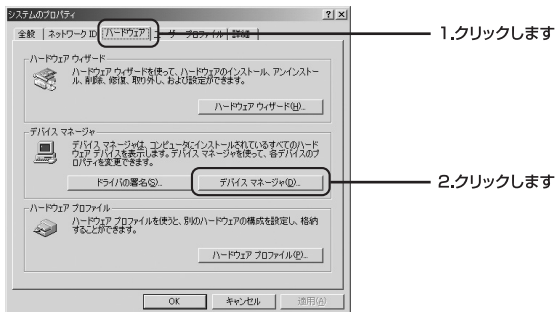 システムのプロパティ
全般 ネットワーク ID ハードウェア ユーザー プロファイル 詳細
1.クリックします
ハードウェア ウィザード
ハードウェア ウィザードを使って、ハードウェアのインストール、アンインストー
ル、削除、修復、取り外し、および設定ができます。
ハードウェア ウィザード(H)...
デバイス マネージャ
デバイス マネージャは、コンピュータにインストールされているすべてのハード
ウェア デバイスを表示します。デバイス マネージャを使って、各デバイスのプ
ロパティを変更できます。
ドライバの署名(S)...
デバイス マネージャ(D)...
2.クリックします
ハードウェア プロファイル
ハードウェア プロファイルを使うと、別のハードウェアの構成を設定し、格納
することができます。
ハードウェア プロファイル(P)...
OK キャンセル 適用(A)